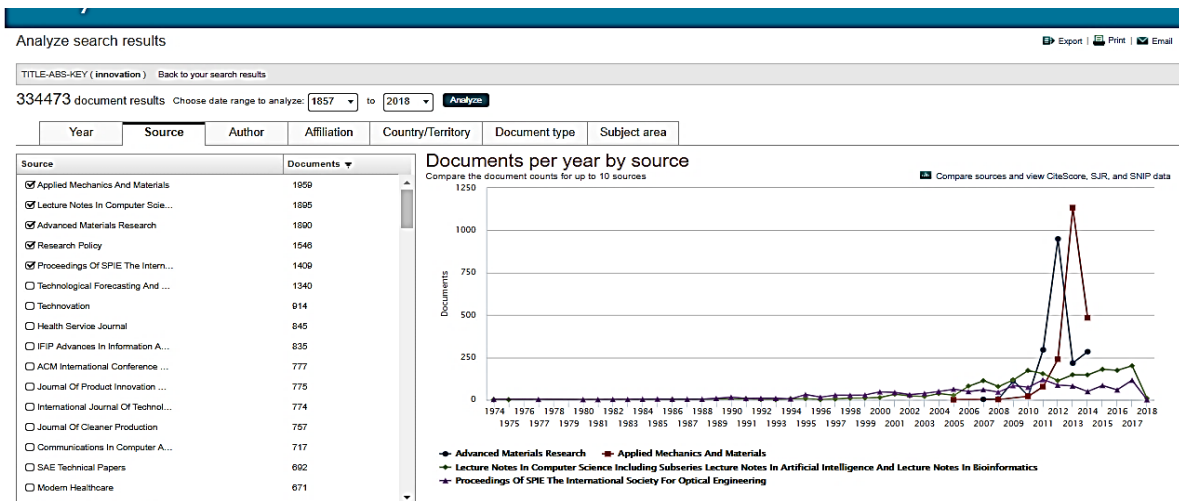 Analyze search results
Export | Print | Email
TITLE-ABS-KEY ( innovation ) Back to your search results
334473 document results Choose date range to analyze: 1857 to 2018 Analyze
Year Source Author Affiliation Country/Territory Document type Subject area
Source Documents
Applied Mechanics And Materials 1959
Lecture Notes In Computer Scie... 1895
Advanced Materials Research 1890
Research Policy 1546
Proceedings Of SPIE The Intern... 1409
Technological Forecasting And ... 1340
Technovation 914
Health Service Journal 845
IFIP Advances In Information A... 835
ACM International Conference ... 777
Journal Of Product Innovation ... 775
International Journal Of Technol... 774
Journal Of Cleaner Production 757
Communications In Computer A... 717
SAE Technical Papers 692
Modern Healthcare 671
Documents per year by source
Compare the document counts for up to 10 sources
Compare sources and view CiteScore, SJR, and SNIP data
1250
1000
750
500
250
0
Documents
1974 1976 1978 1980 1982 1984 1986 1988 1990 1992 1994 1996 1998 2000 2002 2004 2006 2008 2010 2012 2014 2016 2018
1975 1977 1979 1981 1983 1985 1987 1989 1991 1993 1995 1997 1999 2001 2003 2005 2007 2009 2011 2013 2015 2017
Advanced Materials Research Applied Mechanics And Materials
Lecture Notes In Computer Science Including Subseries Lecture Notes In Artificial Intelligence And Lecture Notes In Bioinformatics
Proceedings Of SPIE The International Society For Optical Engineering